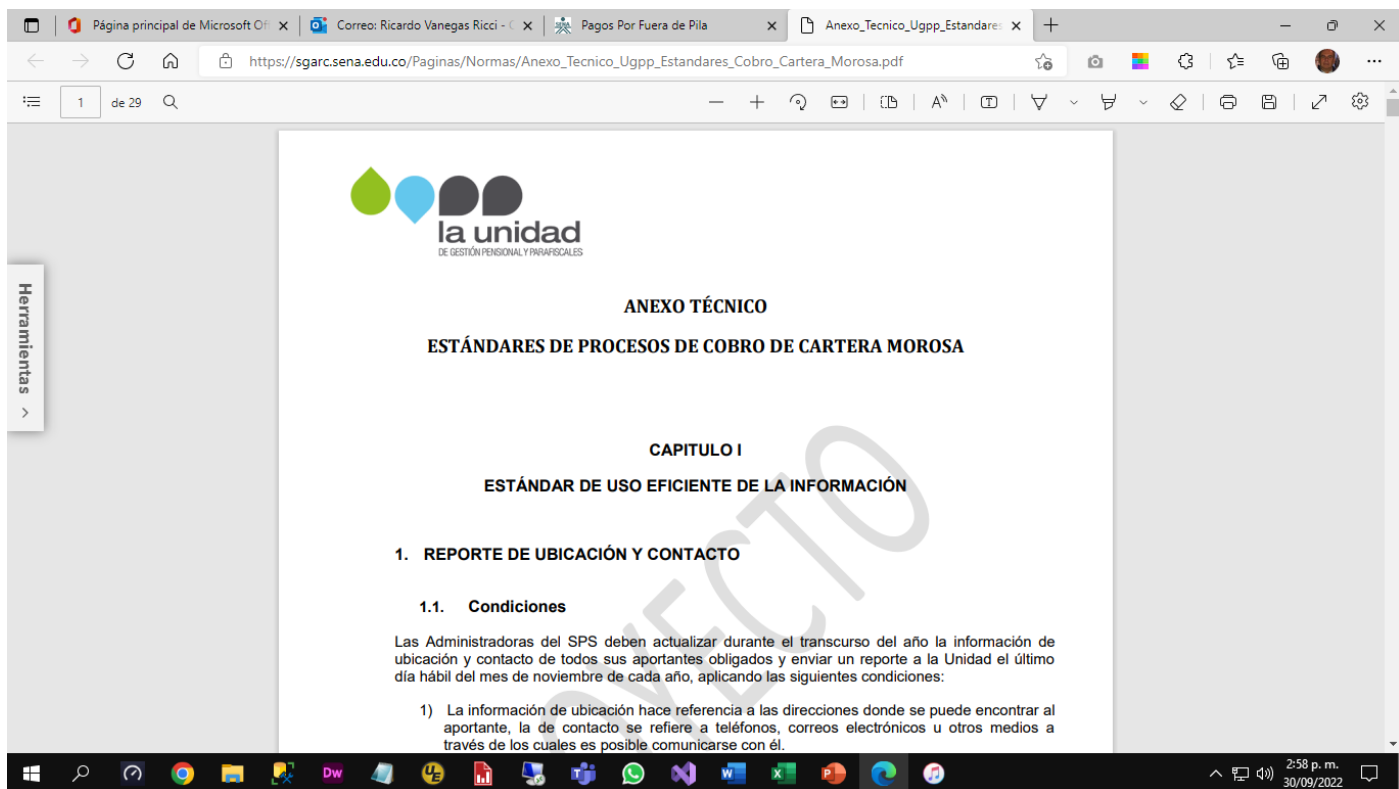 Página principal de Microsoft Of
Correo: Ricardo Vanegas Ricci -
Pagos Por Fuera de Pila
Anexo_Tecnico_Ugpp_Estandares
https://sgarc.sena.edu.co/Paginas/Normas/Anexo_Tecnico_Ugpp_Estandares_Cobro_Cartera_Morosa.pdf
1 de 29
Herramientas
la unidad
DE GESTIÓN PENSIONAL Y PARAFISCALES
ANEXO TÉCNICO
ESTÁNDARES DE PROCESOS DE COBRO DE CARTERA MOROSA
CAPITULO I
ESTÁNDAR DE USO EFICIENTE DE LA INFORMACIÓN
1. REPORTE DE UBICACIÓN Y CONTACTO
1.1. Condiciones
Las Administradoras del SPS deben actualizar durante el transcurso del año la información de
ubicación y contacto de todos sus aportantes obligados y enviar un reporte a la Unidad el último
día hábil del mes de noviembre de cada año, aplicando las siguientes condiciones:
1) La información de ubicación hace referencia a las direcciones donde se puede encontrar al
aportante, la de contacto se refiere a teléfonos, correos electrónicos u otros medios a
través de los cuales es posible comunicarse con él.
OYECTO
Dw
UE
2:58 p. m.
30/09/2022